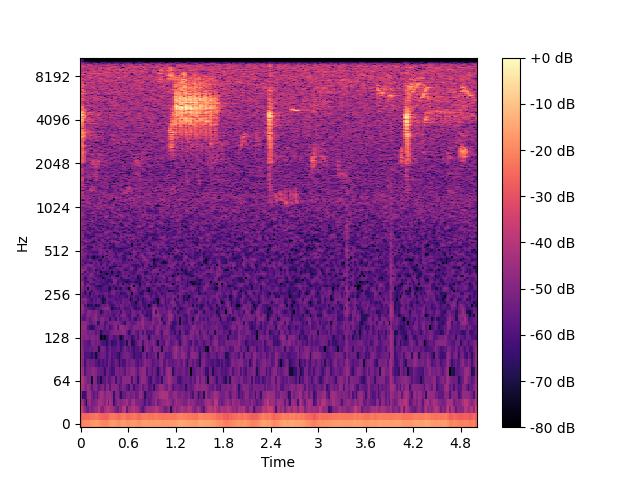 8192
4096
2048
1024
512
256
128
64
0
Hz
0 0.6 1.2 1.8 2.4 3 3.6 4.2 4.8
Time
+0 dB
-10 dB
-20 dB
-30 dB
-40 dB
-50 dB
-60 dB
-70 dB
-80 dB